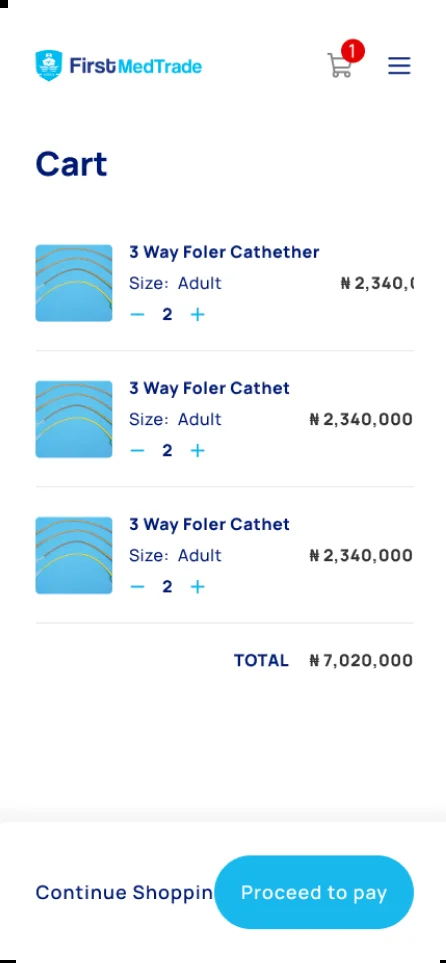 FirstMedTrade
1
Cart
3 Way Foler Cathether
Size: Adult
₦ 2,340,0
− 2 +
3 Way Foler Cathet
Size: Adult
₦ 2,340,000
− 2 +
3 Way Foler Cathet
Size: Adult
₦ 2,340,000
− 2 +
TOTAL ₦ 7,020,000
Continue Shoppin
Proceed to pay